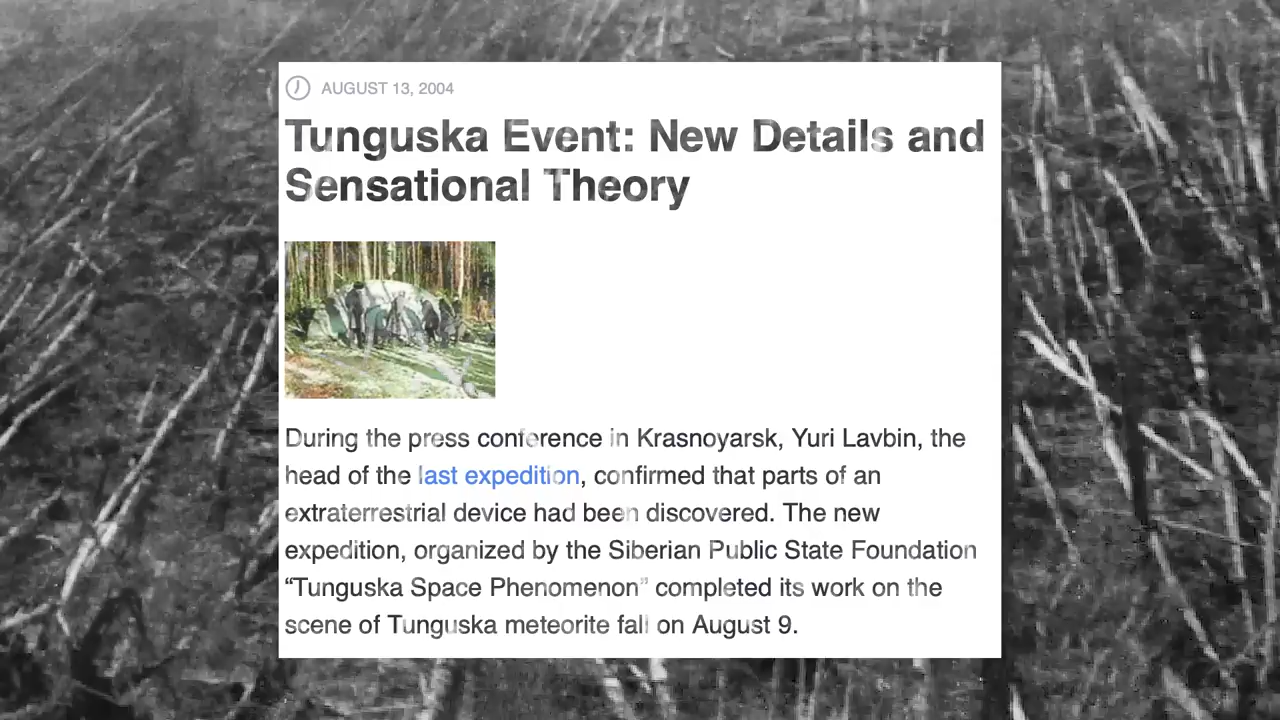 AUGUST 13, 2004
Tunguska Event: New Details and
Sensational Theory
During the press conference in Krasnoyarsk, Yuri Lavbin, the
head of the last expedition, confirmed that parts of an
extraterrestrial device had been discovered. The new
expedition, organized by the Siberian Public State Foundation
“Tunguska Space Phenomenon” completed its work on the
scene of Tunguska meteorite fall on August 9.